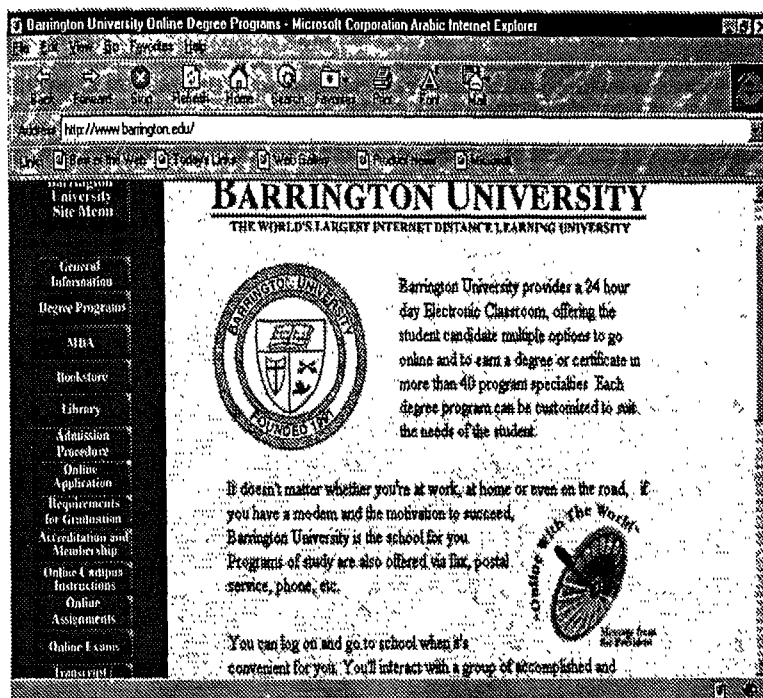 Barrington University Online Degree Programs - Microsoft Corporation Arabic Internet Explorer
File Edit View Go Favorites Help
Back Forward Stop Refresh Home Search Favorites Print Font Mail
Address http://www.barrington.edu/
Links Best of the Web Today's Links Web Gallery Product News Microsoft
Barrington
University
Site Menu
General
Information
Degree Programs
MBA
Bookstore
Library
Admission
Procedure
Online
Application
Requirements
for Graduation
Accreditation and
Membership
Online Campus
Instructions
Online
Assignments
Online Exams
Transcript
BARRINGTON UNIVERSITY
THE WORLD'S LARGEST INTERNET DISTANCE LEARNING UNIVERSITY
BARRINGTON UNIVERSITY
FOUNDED
Barrington University provides a 24 hour
day Electronic Classroom, offering the
student candidate multiple options to go
online and to earn a degree or certificate in
more than 40 program specialties. Each
degree program can be customized to suit
the needs of the student.
It doesn't matter whether you're at work, at home or even on the road, if
you have a modem and the motivation to succeed,
Barrington University is the school for you.
Programs of study are also offered via fax, postal
service, phone, etc.
"Onlining With The World"
Message from
the President
You can log on and go to school when it's
convenient for you. You'll interact with a group of accomplished and